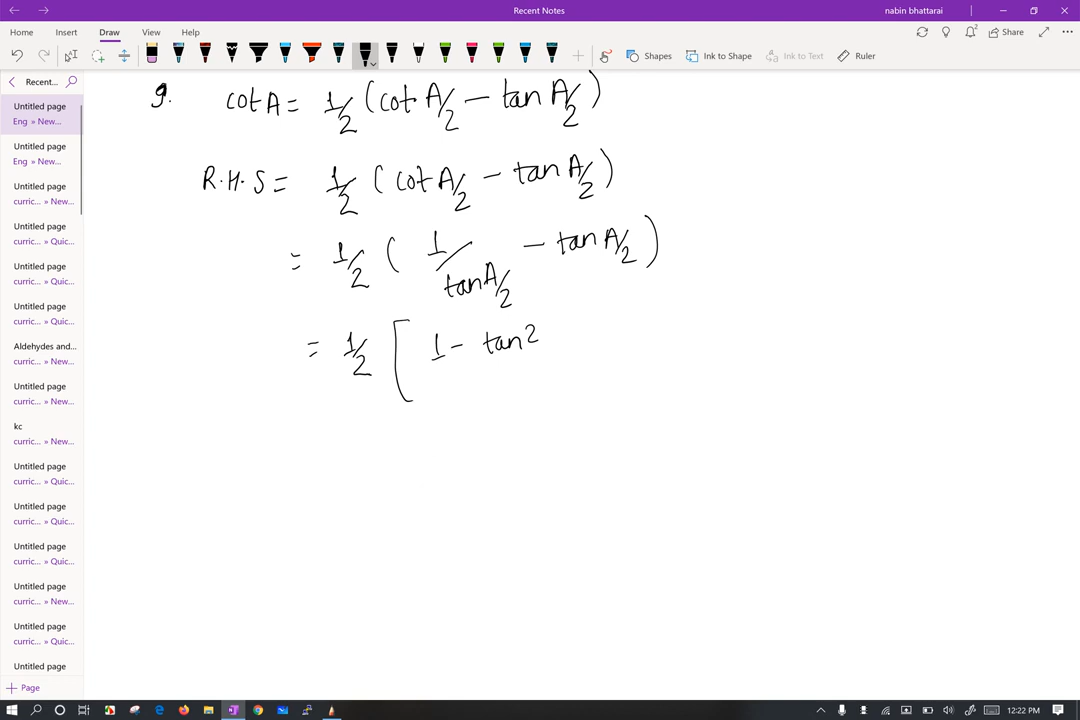 Recent Notes
nabin bhattarai
Home Insert Draw View Help
Share
Shapes Ink to Shape Ink to Text Math Ruler
Recent...
Untitled page
Eng » New...
Untitled page
Eng » New...
Untitled page
curric... » New...
Untitled page
curric... » Quic...
Untitled page
curric... » Quic...
Untitled page
curric... » Quic...
Aldehydes and...
curric... » New...
Untitled page
curric... » Quic...
kc
curric... » New...
Untitled page
curric... » Quic...
Untitled page
curric... » Quic...
Untitled page
curric... » Quic...
Untitled page
curric... » New...
Untitled page
curric... » Quic...
Untitled page
+ Page
9. cot A = 1/2 (cot A/2 - tan A/2)
R.H.S = 1/2 (cot A/2 - tan A/2)
= 1/2 ( 1/tan A/2 - tan A/2 )
= 1/2 [ 1 - tan2
12:22 PM